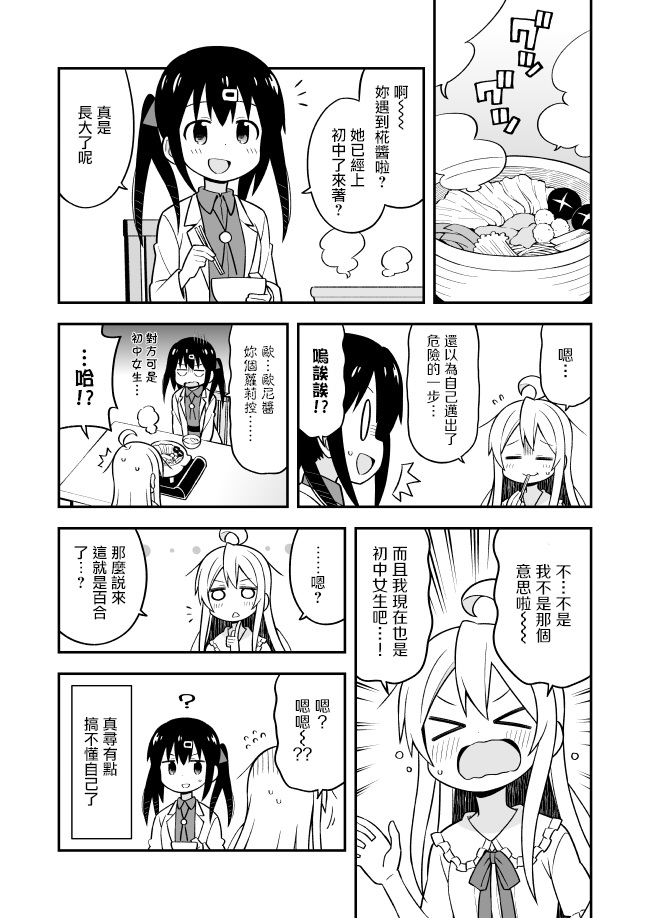 グツ
グツ
啊～～～
妳遇到椛醬啦？
她已經上
初中了來著？
真是
長大了呢
嗯…
還以為自己邁出了
危險的一步…
嗚誒誒!?
歐…歐尼醬
妳個蘿莉控……
對方可是
初中女生…
…哈!?
不…不是
我不是那個
意思啦～～
而且我現在也是
初中女生吧…！
……嗯？
那麼說來
這就是百合
了…？
嗯？
嗯嗯～??
？
真尋有點
搞不懂自己了